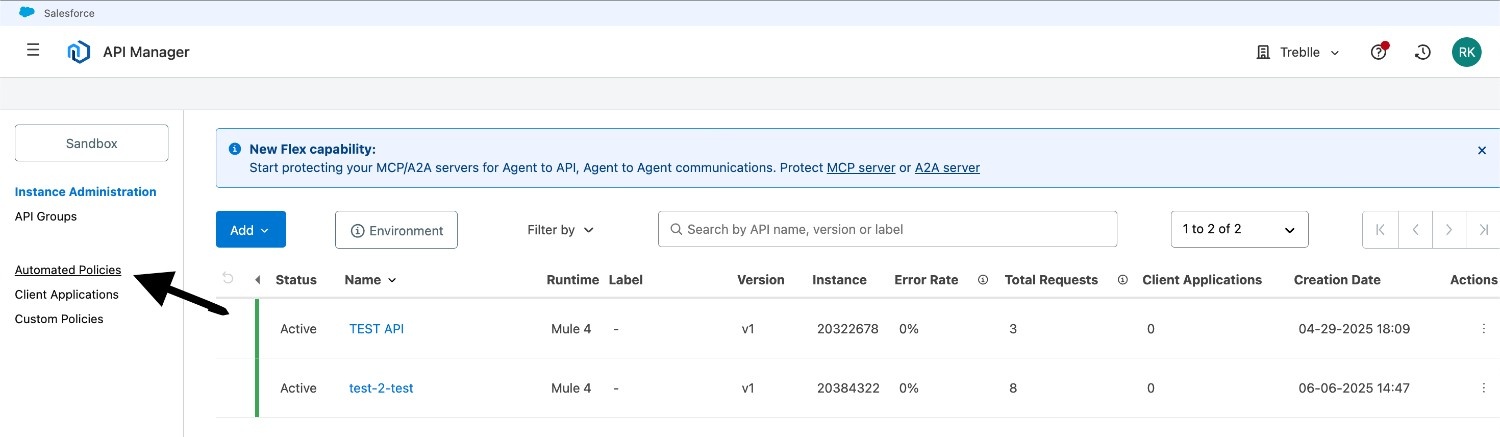 Salesforce
API Manager
Treblle
RK
Sandbox
Instance Administration
API Groups
Automated Policies
Client Applications
Custom Policies
New Flex capability:
Start protecting your MCP/A2A servers for Agent to API, Agent to Agent communications. Protect MCP server or A2A server
Add
Environment
Filter by
Search by API name, version or label
1 to 2 of 2
Status Name Runtime Label Version Instance Error Rate Total Requests Client Applications Creation Date Actions
Active TEST API Mule 4 - v1 20322678 0% 3 0 04-29-2025 18:09
Active test-2-test Mule 4 - v1 20384322 0% 8 0 06-06-2025 14:47